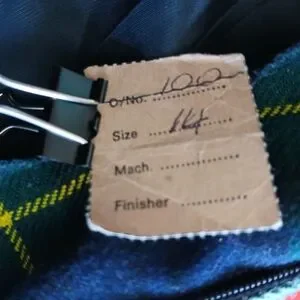 O/No. 100
Size
Mach.
Finisher